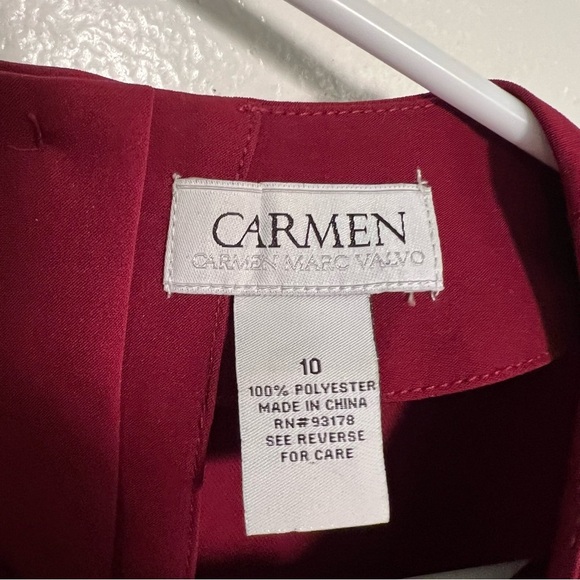 CARMEN
CARMEN MARC VALVO
10
100% POLYESTER
MADE IN CHINA
RN#93178
SEE REVERSE
FOR CARE